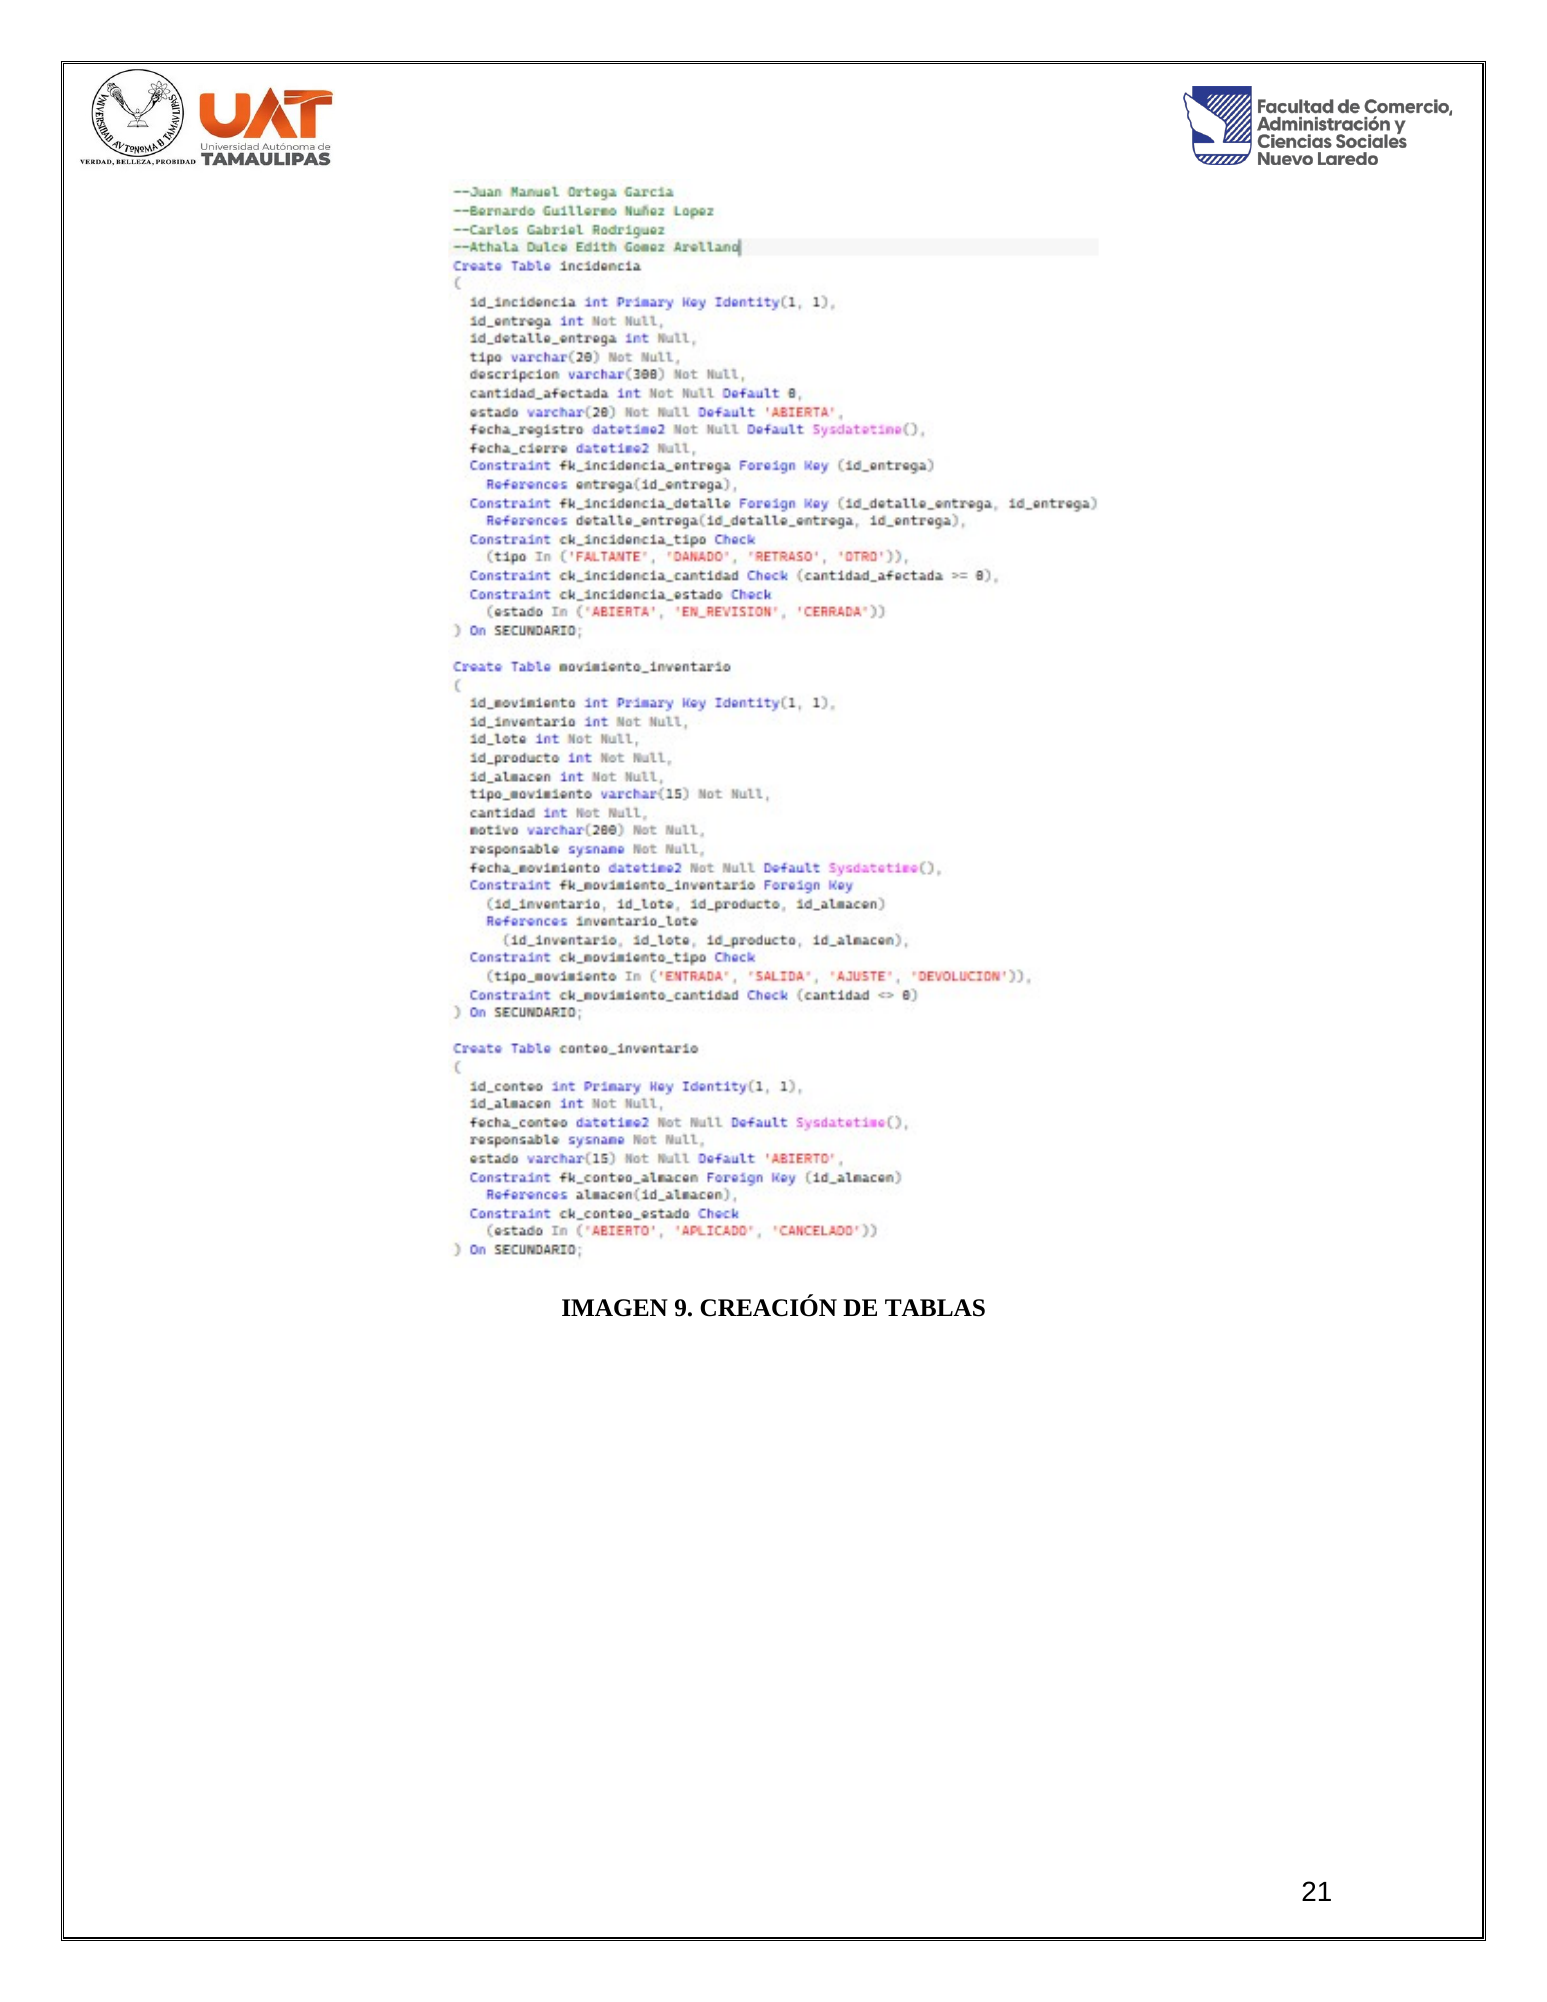 UNIVERSIDAD AVTONOMA D TAMAVLIPAS
VERDAD, BELLEZA, PROBIDAD
UAT
Universidad Autónoma de
TAMAULIPAS
Facultad de Comercio,
Administración y
Ciencias Sociales
Nuevo Laredo
--Juan Manuel Ortega Garcia
--Bernardo Guillermo Nuñez Lopez
--Carlos Gabriel Rodriguez
--Athala Dulce Edith Gomez Arellano
Create Table incidencia
(
id_incidencia int Primary Key Identity(1, 1),
id_entrega int Not Null,
id_detalle_entrega int Null,
tipo varchar(20) Not Null,
descripcion varchar(300) Not Null,
cantidad_afectada int Not Null Default 0,
estado varchar(20) Not Null Default 'ABIERTA',
fecha_registro datetime2 Not Null Default Sysdatetime(),
fecha_cierre datetime2 Null,
Constraint fk_incidencia_entrega Foreign Key (id_entrega)
References entrega(id_entrega),
Constraint fk_incidencia_detalle Foreign Key (id_detalle_entrega, id_entrega)
References detalle_entrega(id_detalle_entrega, id_entrega),
Constraint ck_incidencia_tipo Check
(tipo In ('FALTANTE', 'DANADO', 'RETRASO', 'OTRO')),
Constraint ck_incidencia_cantidad Check (cantidad_afectada >= 0),
Constraint ck_incidencia_estado Check
(estado In ('ABIERTA', 'EN_REVISION', 'CERRADA'))
) On SECUNDARIO;
Create Table movimiento_inventario
(
id_movimiento int Primary Key Identity(1, 1),
id_inventario int Not Null,
id_lote int Not Null,
id_producto int Not Null,
id_almacen int Not Null,
tipo_movimiento varchar(15) Not Null,
cantidad int Not Null,
motivo varchar(200) Not Null,
responsable sysname Not Null,
fecha_movimiento datetime2 Not Null Default Sysdatetime(),
Constraint fk_movimiento_inventario Foreign Key
(id_inventario, id_lote, id_producto, id_almacen)
References inventario_lote
(id_inventario, id_lote, id_producto, id_almacen),
Constraint ck_movimiento_tipo Check
(tipo_movimiento In ('ENTRADA', 'SALIDA', 'AJUSTE', 'DEVOLUCION')),
Constraint ck_movimiento_cantidad Check (cantidad <> 0)
) On SECUNDARIO;
Create Table conteo_inventario
(
id_conteo int Primary Key Identity(1, 1),
id_almacen int Not Null,
fecha_conteo datetime2 Not Null Default Sysdatetime(),
responsable sysname Not Null,
estado varchar(15) Not Null Default 'ABIERTO',
Constraint fk_conteo_almacen Foreign Key (id_almacen)
References almacen(id_almacen),
Constraint ck_conteo_estado Check
(estado In ('ABIERTO', 'APLICADO', 'CANCELADO'))
) On SECUNDARIO;
IMAGEN 9. CREACIÓN DE TABLAS
21